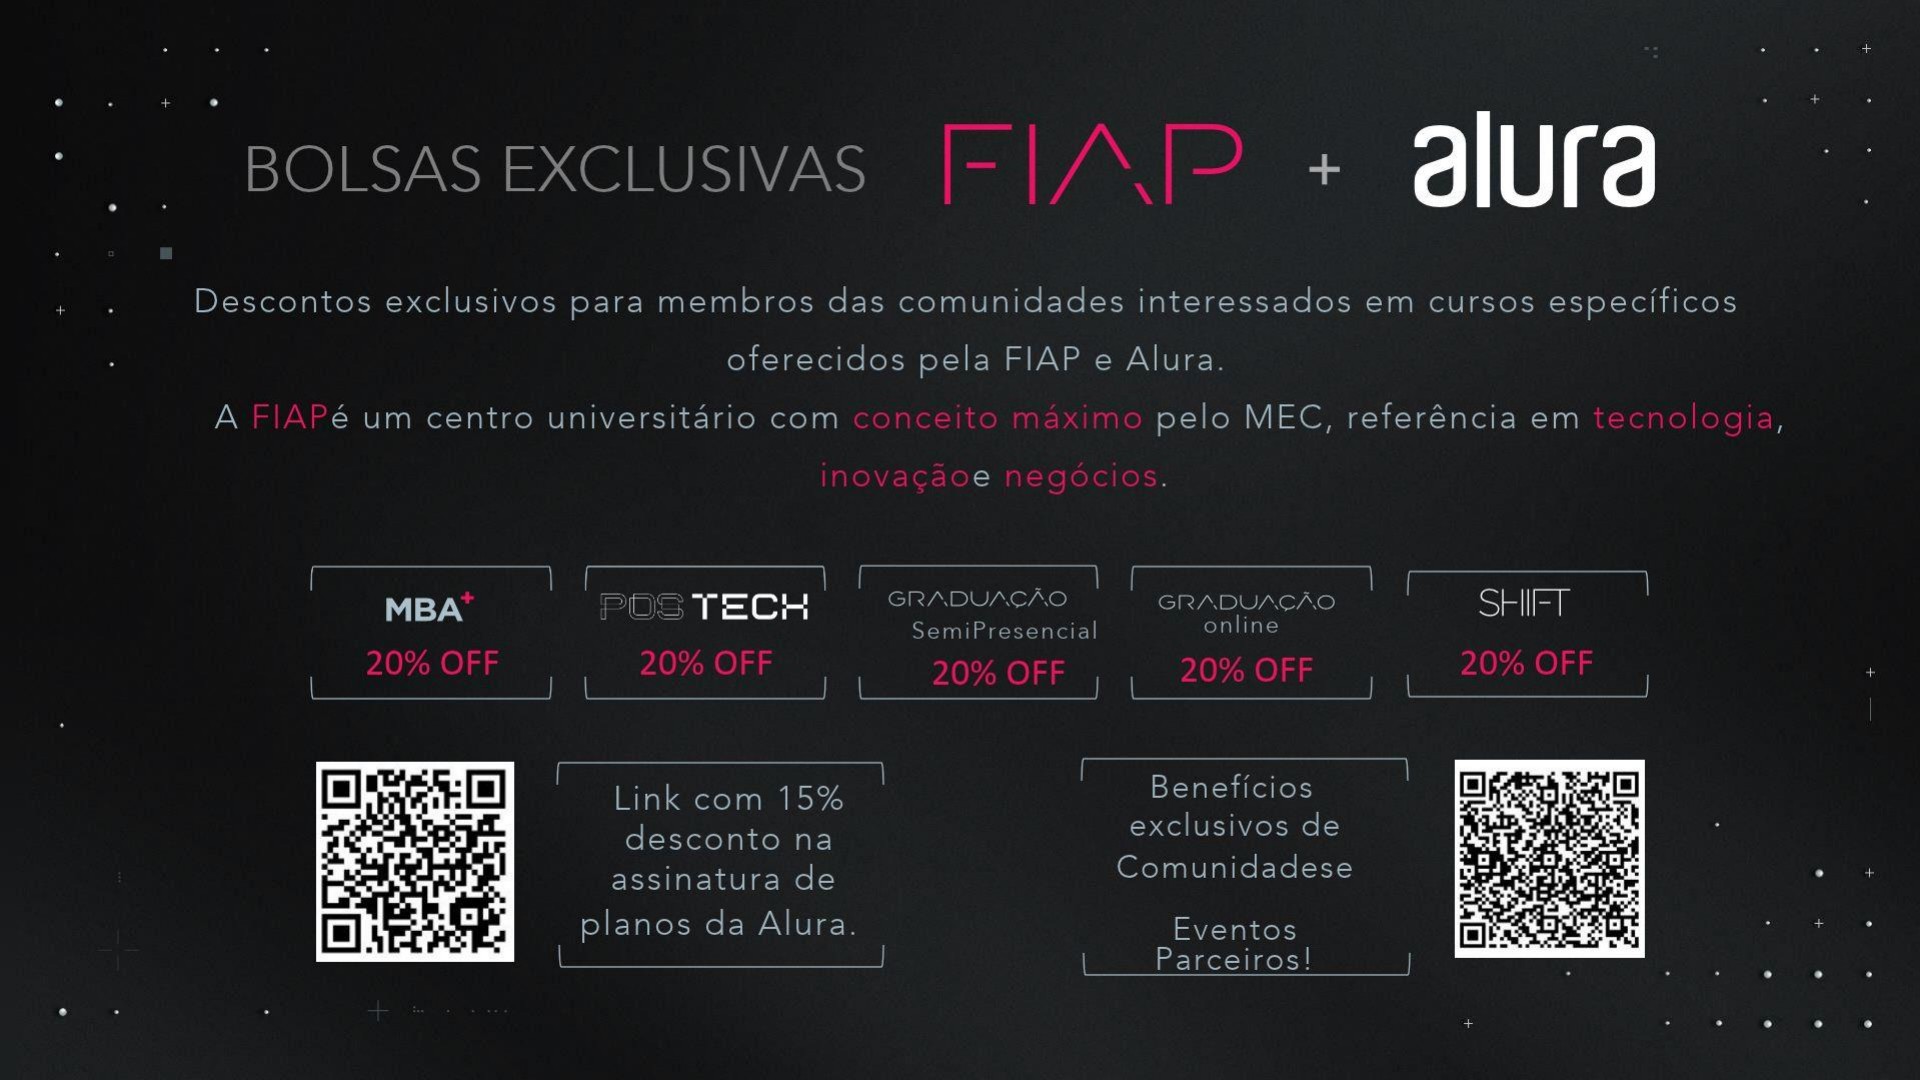 BOLSAS EXCLUSIVAS FIAP + alura
Descontos exclusivos para membros das comunidades interessados em cursos específicos
oferecidos pela FIAP e Alura.
A FIAPé um centro universitário com conceito máximo pelo MEC, referência em tecnologia,
inovaçãoe negócios.
MBA+
20% OFF
POS TECH
20% OFF
GRADUAÇÃO
SemiPresencial
20% OFF
GRADUAÇÃO
online
20% OFF
SHIFT
20% OFF
Link com 15%
desconto na
assinatura de
planos da Alura.
Benefícios
exclusivos de
Comunidadese
Eventos
Parceiros!